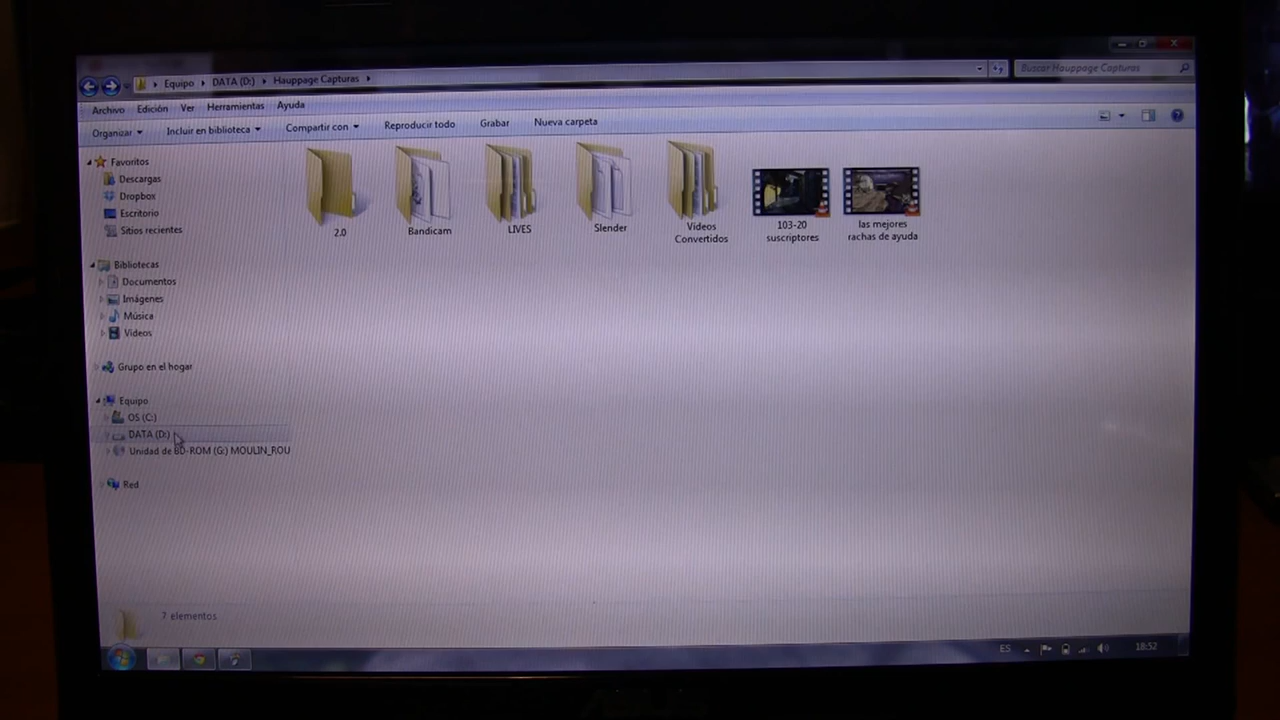 Equipo DATA (D:) Hauppage Capturas
Buscar Hauppage Capturas
Archivo Edición Ver Herramientas Ayuda
Organizar Incluir en biblioteca Compartir con Reproducir todo Grabar Nueva carpeta
Favoritos
Descargas
Dropbox
Escritorio
Sitios recientes
Bibliotecas
Documentos
Imágenes
Música
Vídeos
Grupo en el hogar
Equipo
OS (C:)
DATA (D:)
Unidad de BD-ROM (G:) MOULIN_ROU
Red
2.0
Bandicam
LIVES
Slender
Videos
Convertidos
103-20
suscriptores
las mejores
rachas de ayuda
7 elementos
ES
18:52